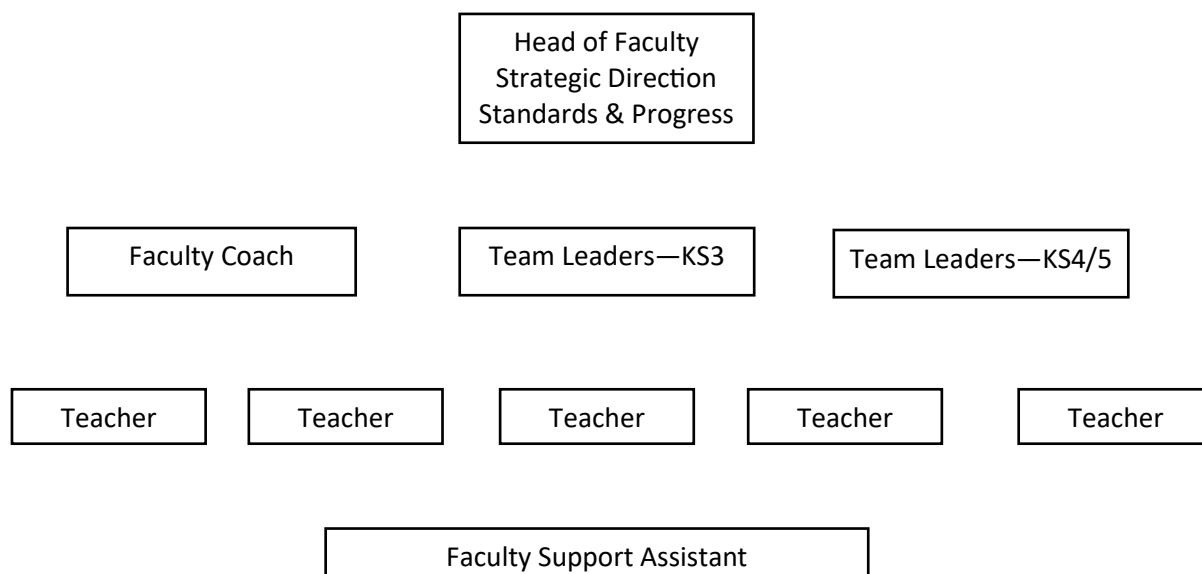 Head of Faculty
Strategic Direction
Standards & Progress
Faculty Coach
Team Leaders—KS3
Team Leaders—KS4/5
Teacher
Teacher
Teacher
Teacher
Teacher
Faculty Support Assistant